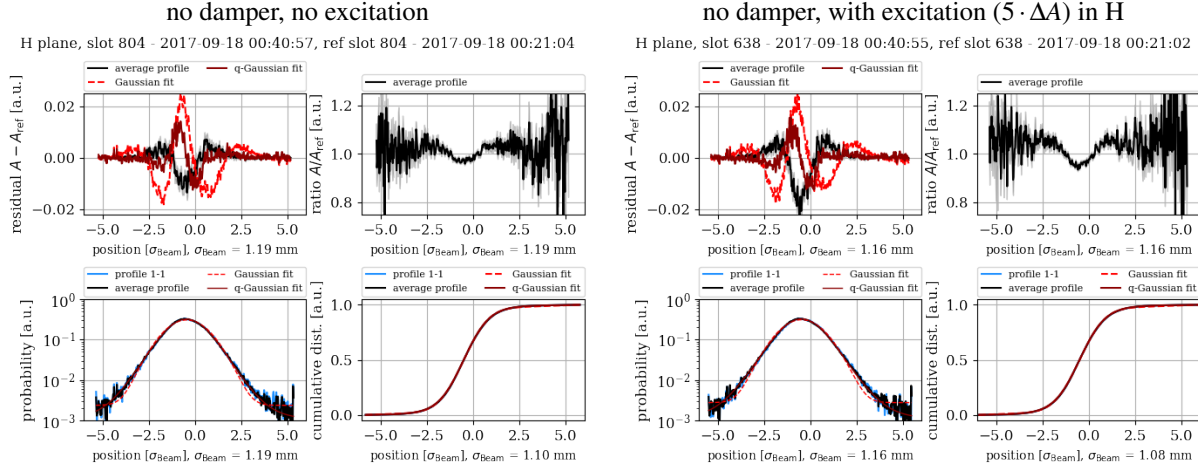 no damper, no excitation
H plane, slot 804 - 2017-09-18 00:40:57, ref slot 804 - 2017-09-18 00:21:04
average profile
Gaussian fit
q-Gaussian fit
average profile
residual A − A_ref [a.u.]
0.02
0.00
−0.02
−5.0 −2.5 0.0 2.5 5.0
position [σ_Beam], σ_Beam = 1.19 mm
ratio A/A_ref [a.u.]
1.2
1.0
0.8
−5.0 −2.5 0.0 2.5 5.0
position [σ_Beam], σ_Beam = 1.19 mm
profile 1-1
average profile
Gaussian fit
q-Gaussian fit
Gaussian fit
q-Gaussian fit
probability [a.u.]
10⁰
10⁻¹
10⁻²
10⁻³
−5.0 −2.5 0.0 2.5 5.0
position [σ_Beam], σ_Beam = 1.19 mm
cumulative dist. [a.u.]
1.0
0.5
0.0
−5.0 −2.5 0.0 2.5 5.0
position [σ_Beam], σ_Beam = 1.10 mm
no damper, with excitation (5 · ΔA) in H
H plane, slot 638 - 2017-09-18 00:40:55, ref slot 638 - 2017-09-18 00:21:02
average profile
Gaussian fit
q-Gaussian fit
average profile
residual A − A_ref [a.u.]
0.02
0.00
−0.02
−5.0 −2.5 0.0 2.5 5.0
position [σ_Beam], σ_Beam = 1.16 mm
ratio A/A_ref [a.u.]
1.2
1.0
0.8
−5.0 −2.5 0.0 2.5 5.0
position [σ_Beam], σ_Beam = 1.16 mm
profile 1-1
average profile
Gaussian fit
q-Gaussian fit
Gaussian fit
q-Gaussian fit
probability [a.u.]
10⁰
10⁻¹
10⁻²
10⁻³
−5.0 −2.5 0.0 2.5 5.0
position [σ_Beam], σ_Beam = 1.16 mm
cumulative dist. [a.u.]
1.0
0.5
0.0
−5.0 −2.5 0.0 2.5 5.0
position [σ_Beam], σ_Beam = 1.08 mm